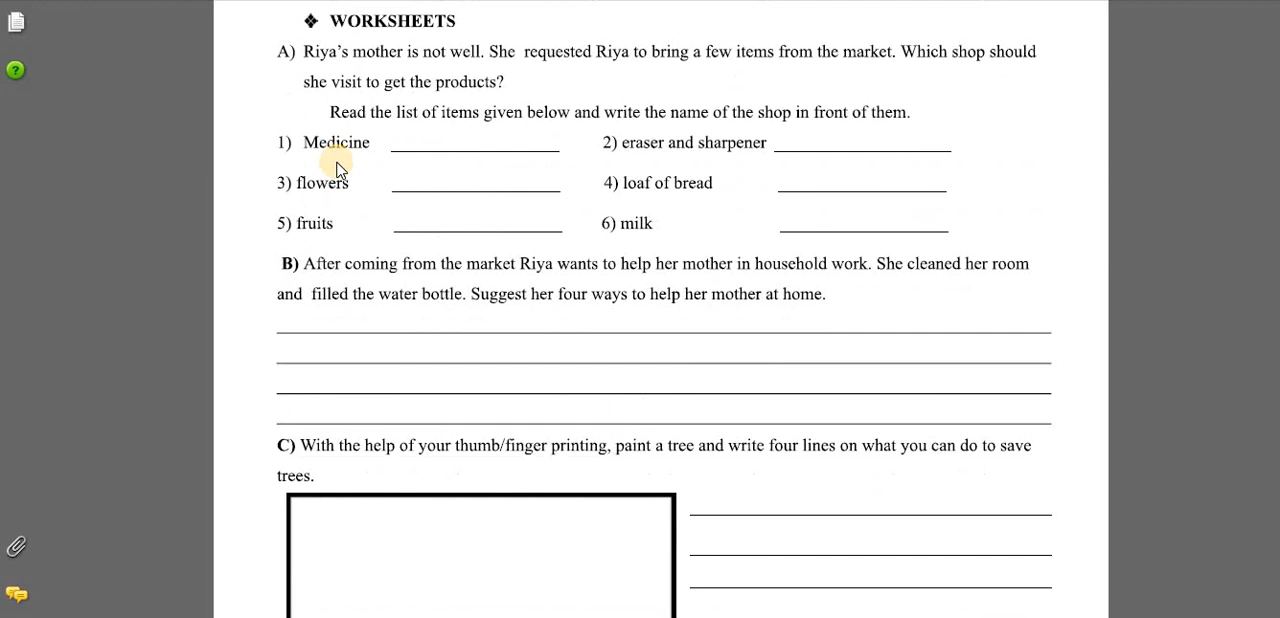 ❖ WORKSHEETS
A) Riya's mother is not well. She requested Riya to bring a few items from the market. Which shop should
she visit to get the products?
Read the list of items given below and write the name of the shop in front of them.
1) Medicine ____________ 2) eraser and sharpener ____________
3) flowers ____________ 4) loaf of bread ____________
5) fruits ____________ 6) milk ____________
B) After coming from the market Riya wants to help her mother in household work. She cleaned her room
and filled the water bottle. Suggest her four ways to help her mother at home.
C) With the help of your thumb/finger printing, paint a tree and write four lines on what you can do to save
trees.